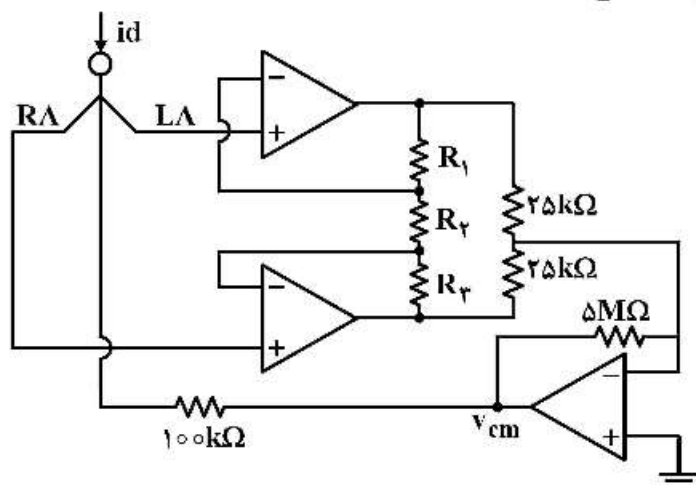 id
RA
LA
−
+
R۱
R۲
۲۵kΩ
−
+
R۳
۲۵kΩ
۵MΩ
−
+
vcm
۱۰۰kΩ